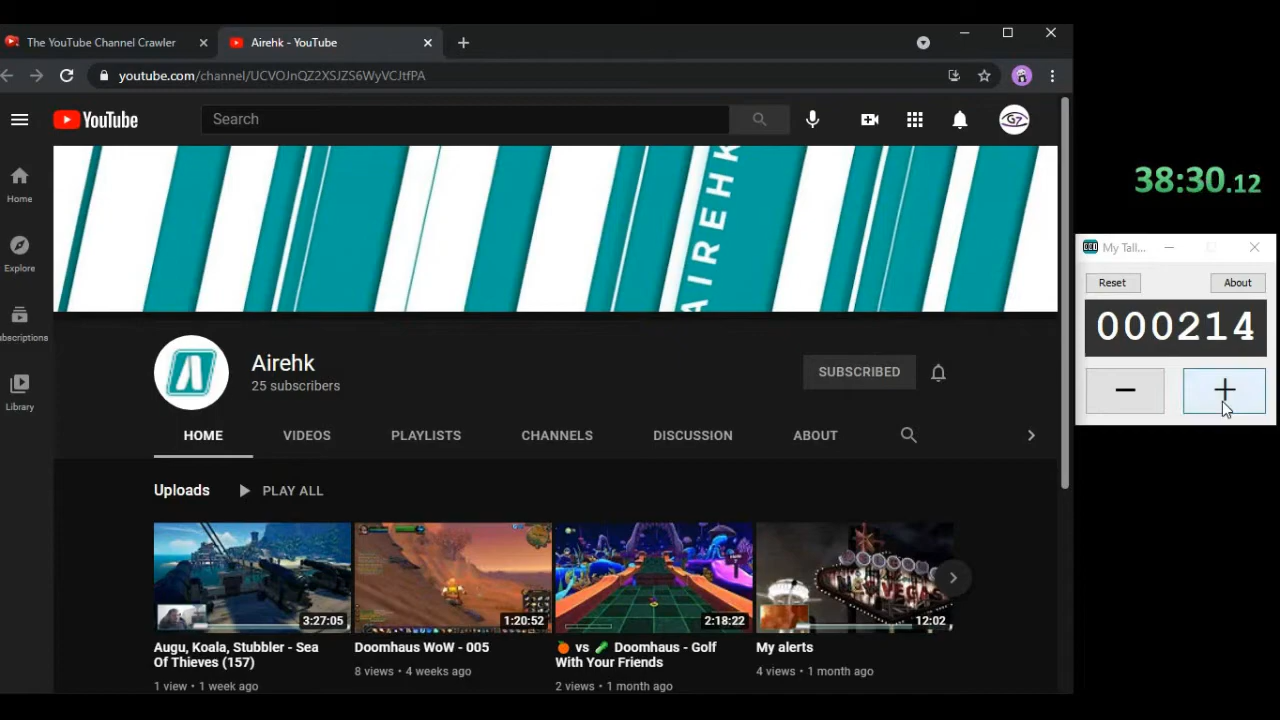 The YouTube Channel Crawler
Airehk - YouTube
youtube.com/channel/UCVOJnQZ2XSJZS6WyVCJtfPA
YouTube
Search
G7
Home
Explore
bscriptions
Library
AIREHK
Airehk
25 subscribers
SUBSCRIBED
HOME VIDEOS PLAYLISTS CHANNELS DISCUSSION ABOUT
Uploads PLAY ALL
3:27:05
1:20:52
2:18:22
VEGAS
12:02
Augu, Koala, Stubbler - Sea
Of Thieves (157)
1 view • 1 week ago
Doomhaus WoW - 005
8 views • 4 weeks ago
🍊 vs 🥒 Doomhaus - Golf
With Your Friends
2 views • 1 month ago
My alerts
4 views • 1 month ago
38:30.12
My Tall...
Reset About
000214
− +